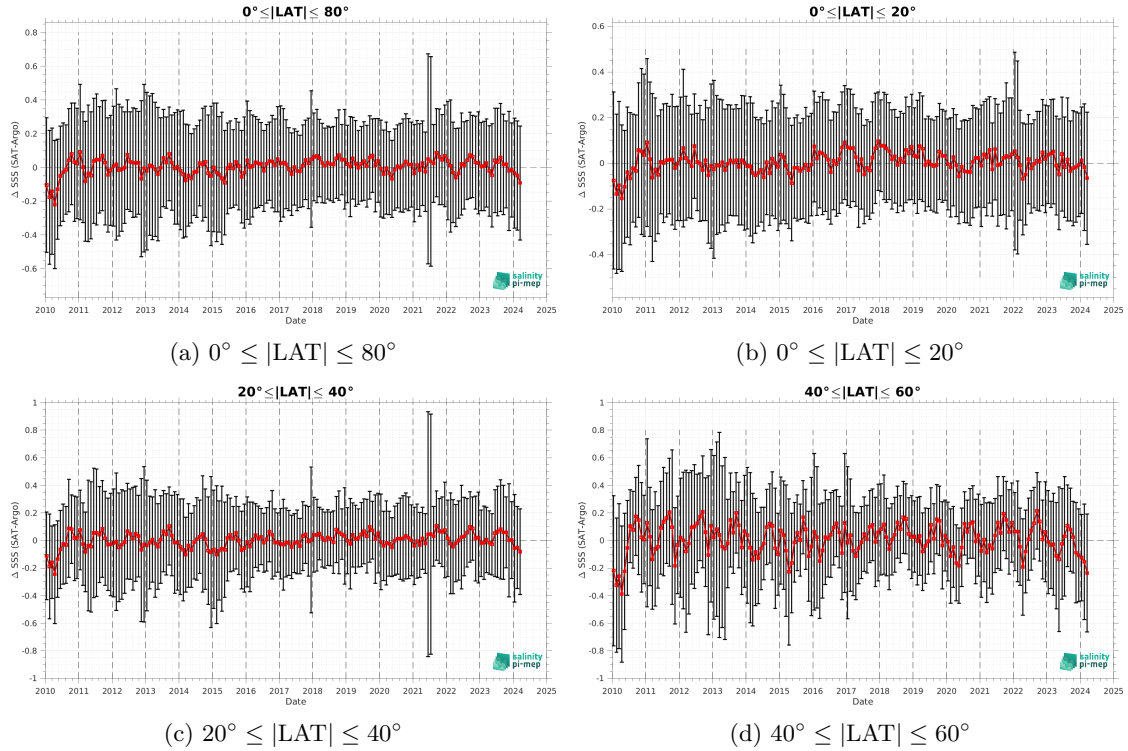 0°≤|LAT|≤ 80°
Δ SSS (SAT-Argo)
0.8
0.6
0.4
0.2
0
-0.2
-0.4
-0.6
2010 2011 2012 2013 2014 2015 2016 2017 2018 2019 2020 2021 2022 2023 2024 2025
Date
salinity
pi-mep
(a) 0° ≤ |LAT| ≤ 80°
0°≤|LAT|≤ 20°
Δ SSS (SAT-Argo)
0.6
0.4
0.2
0
-0.2
0.4
2010 2011 2012 2013 2014 2015 2016 2017 2018 2019 2020 2021 2022 2023 2024 2025
Date
salinity
pi-mep
(b) 0° ≤ |LAT| ≤ 20°
20°≤|LAT|≤ 40°
Δ SSS (SAT-Argo)
1
0.8
0.6
0.4
0.2
0
-0.2
-0.4
-0.6
-0.8
-1
2010 2011 2012 2013 2014 2015 2016 2017 2018 2019 2020 2021 2022 2023 2024 2025
Date
salinity
pi-mep
(c) 20° ≤ |LAT| ≤ 40°
40°≤|LAT|≤ 60°
Δ SSS (SAT-Argo)
1
0.8
0.6
0.4
0.2
0
-0.2
-0.4
-0.6
-0.8
-1
2010 2011 2012 2013 2014 2015 2016 2017 2018 2019 2020 2021 2022 2023 2024 2025
Date
salinity
pi-mep
(d) 40° ≤ |LAT| ≤ 60°